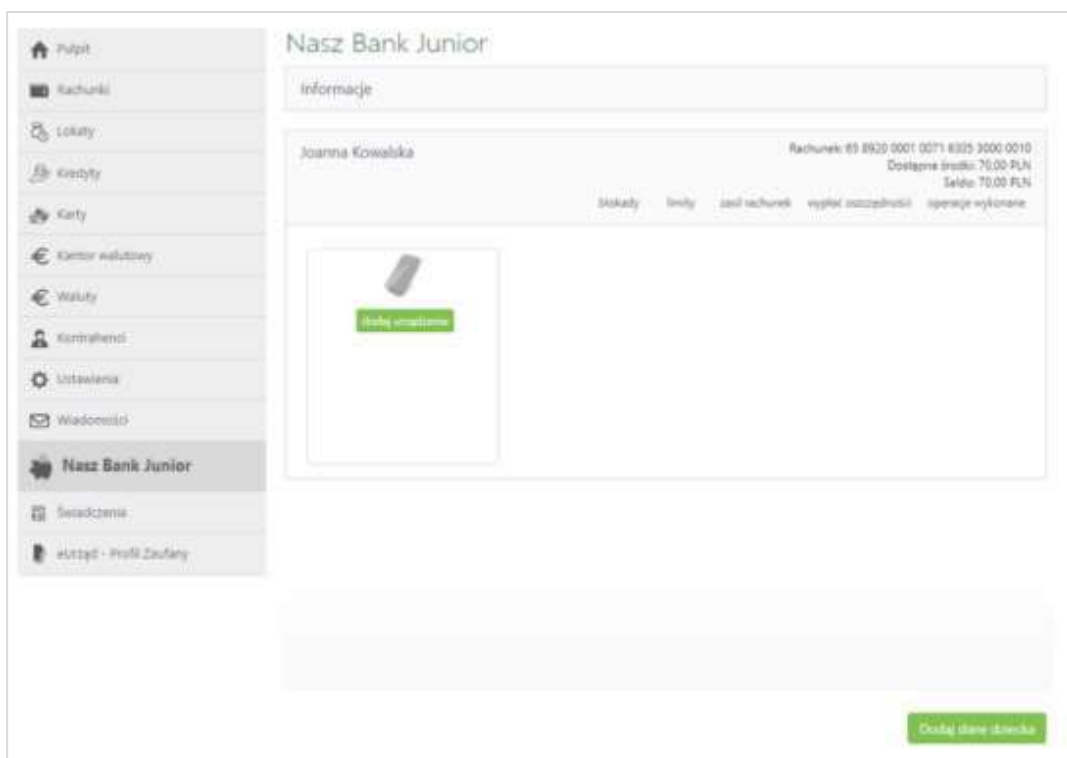 Pulpit
Rachunki
Lokaty
Kredyty
Karty
Kantor walutowy
Waluty
Kontrahenci
Ustawienia
Wiadomości
Nasz Bank Junior
Świadczenia
eUrząd - Profil Zaufany
Nasz Bank Junior
Informacje
Joanna Kowalska
Rachunek: 65 8920 0001 0071 6305 3000 0010
Dostępne środki: 70,00 PLN
Saldo: 70,00 PLN
blokady limity zasil rachunek wypłać oszczędności operacje wykonane
dodaj urządzenie
Dodaj dane dziecka